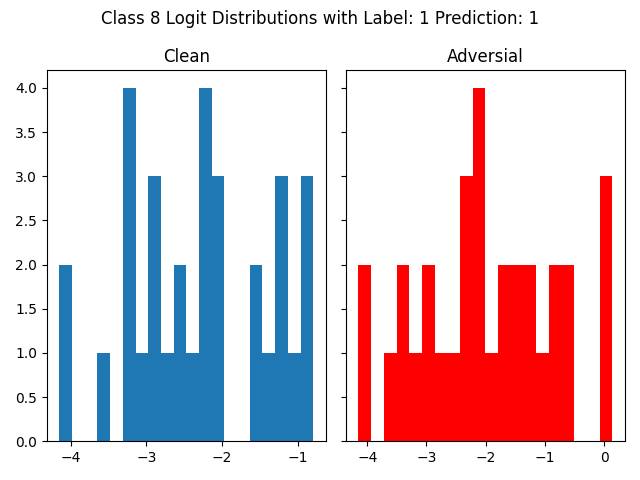 Class 8 Logit Distributions with Label: 1 Prediction: 1
Clean
Adversial
4.0
3.5
3.0
2.5
2.0
1.5
1.0
0.5
0.0
−4 −3 −2 −1
−4 −3 −2 −1 0